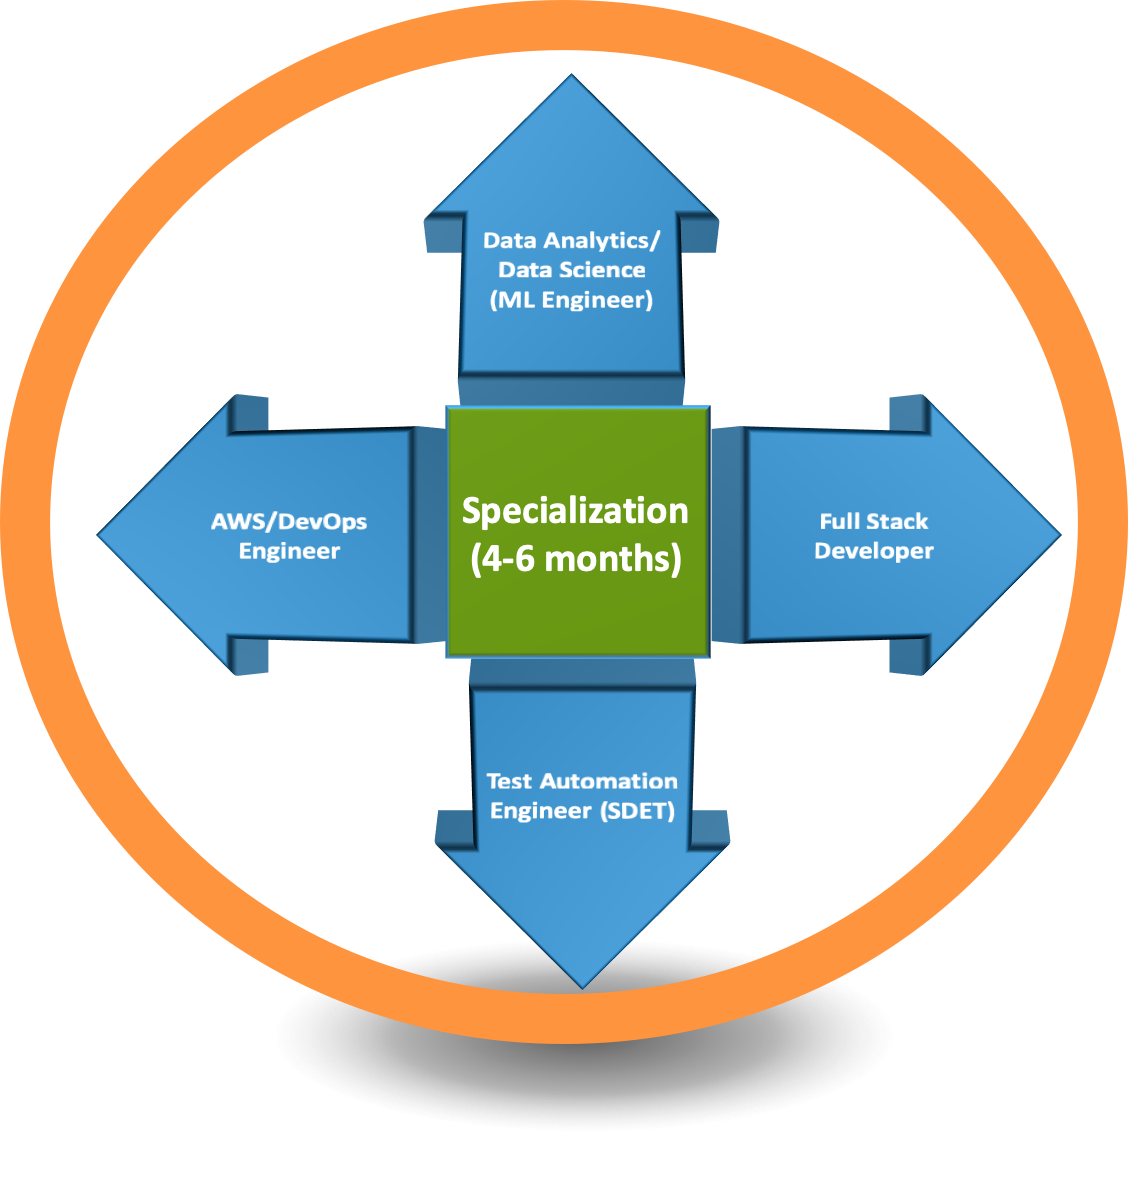 Data Analytics/
Data Science
(ML Engineer)
AWS/DevOps
Engineer
Specialization
(4-6 months)
Full Stack
Developer
Test Automation
Engineer (SDET)